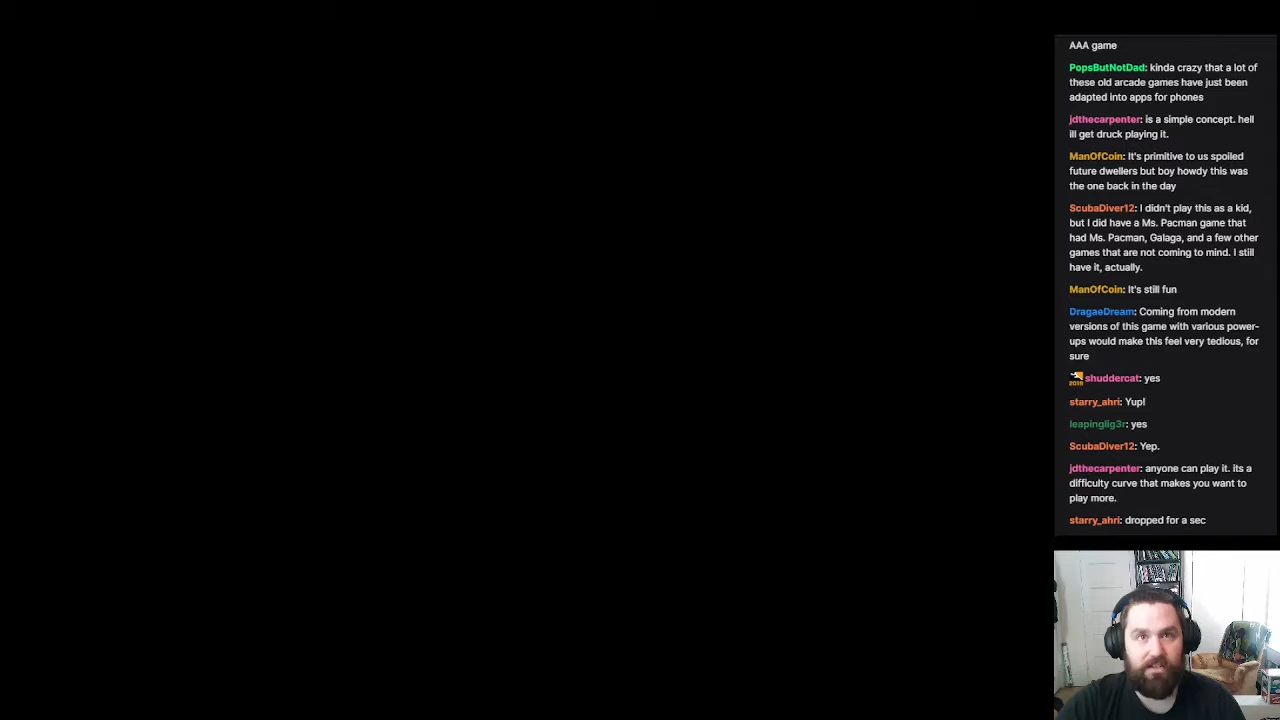 AAA game
PopsButNotDad: kinda crazy that a lot of
these old arcade games have just been
adapted into apps for phones
jdthecarpenter: is a simple concept. hell
ill get druck playing it.
ManOfCoin: It's primitive to us spoiled
future dwellers but boy howdy this was
the one back in the day
ScubaDiver12: I didn't play this as a kid,
but I did have a Ms. Pacman game that
had Ms. Pacman, Galaga, and a few other
games that are not coming to mind. I still
have it, actually.
ManOfCoin: It's still fun
DragaeDream: Coming from modern
versions of this game with various power-
ups would make this feel very tedious, for
sure
2019 shuddercat: yes
starry_ahri: Yup!
leapinglig3r: yes
ScubaDiver12: Yep.
jdthecarpenter: anyone can play it. its a
difficulty curve that makes you want to
play more.
starry_ahri: dropped for a sec